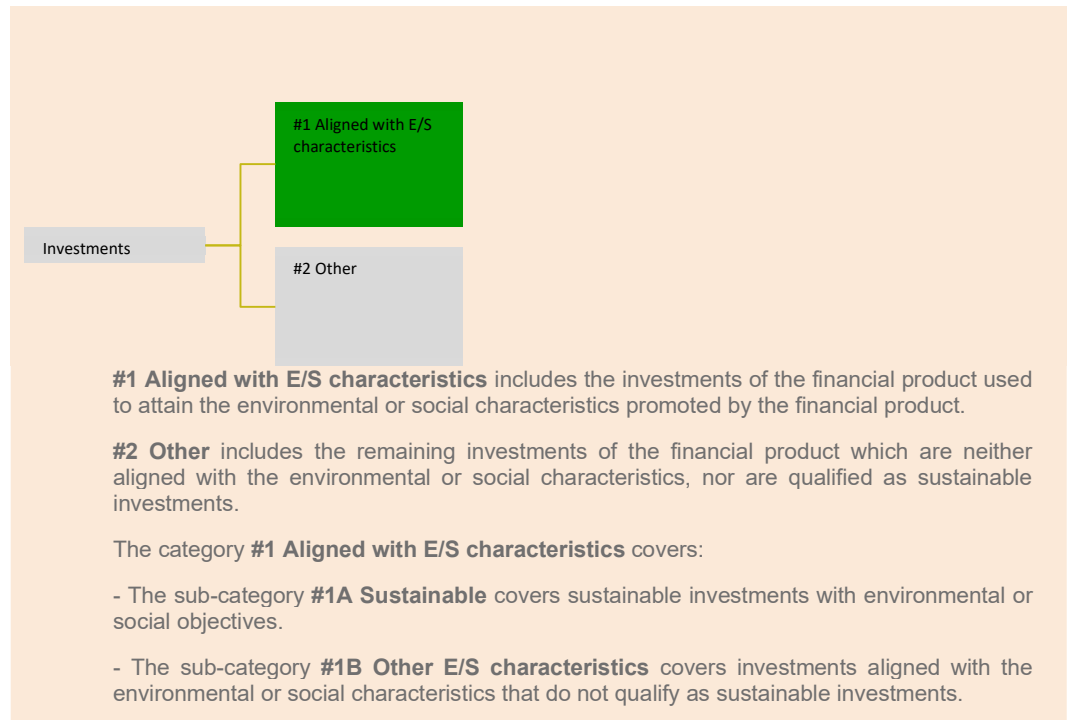 #1 Aligned with E/S
characteristics
Investments
#2 Other
#1 Aligned with E/S characteristics includes the investments of the financial product used
to attain the environmental or social characteristics promoted by the financial product.
#2 Other includes the remaining investments of the financial product which are neither
aligned with the environmental or social characteristics, nor are qualified as sustainable
investments.
The category #1 Aligned with E/S characteristics covers:
- The sub-category #1A Sustainable covers sustainable investments with environmental or
social objectives.
- The sub-category #1B Other E/S characteristics covers investments aligned with the
environmental or social characteristics that do not qualify as sustainable investments.